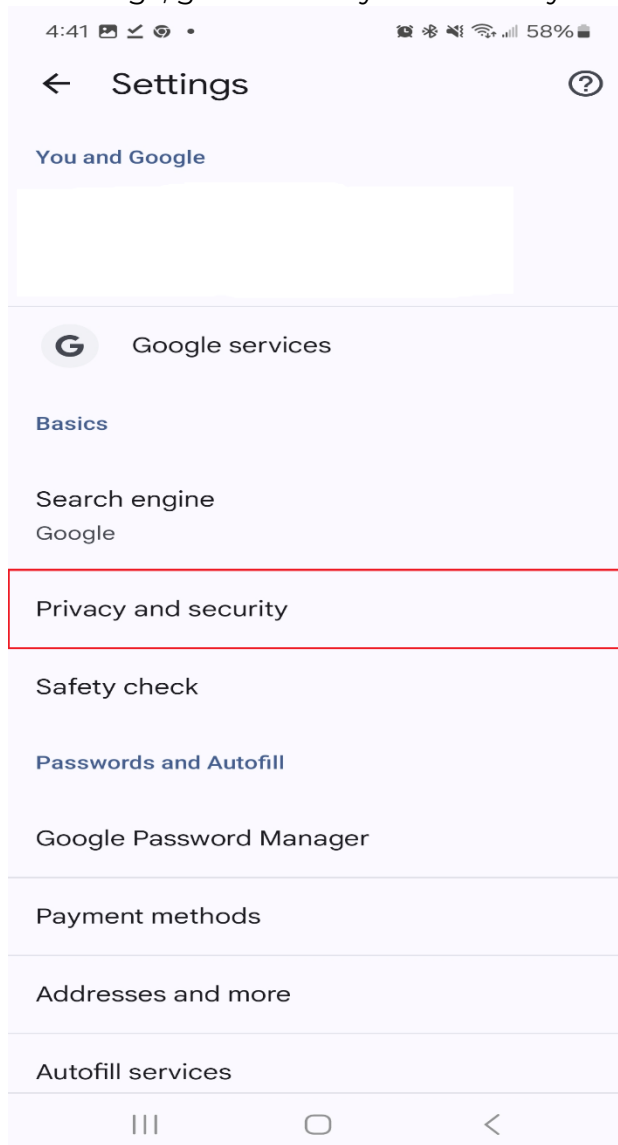 4:41 58%
Settings
You and Google
G Google services
Basics
Search engine
Google
Privacy and security
Safety check
Passwords and Autofill
Google Password Manager
Payment methods
Addresses and more
Autofill services